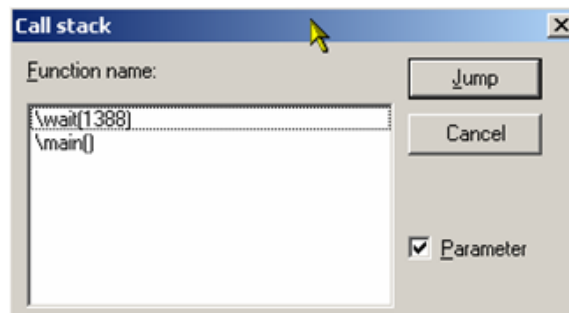 Call stack
Function name:
\wait(1388)
\main()
Jump
Cancel
Parameter